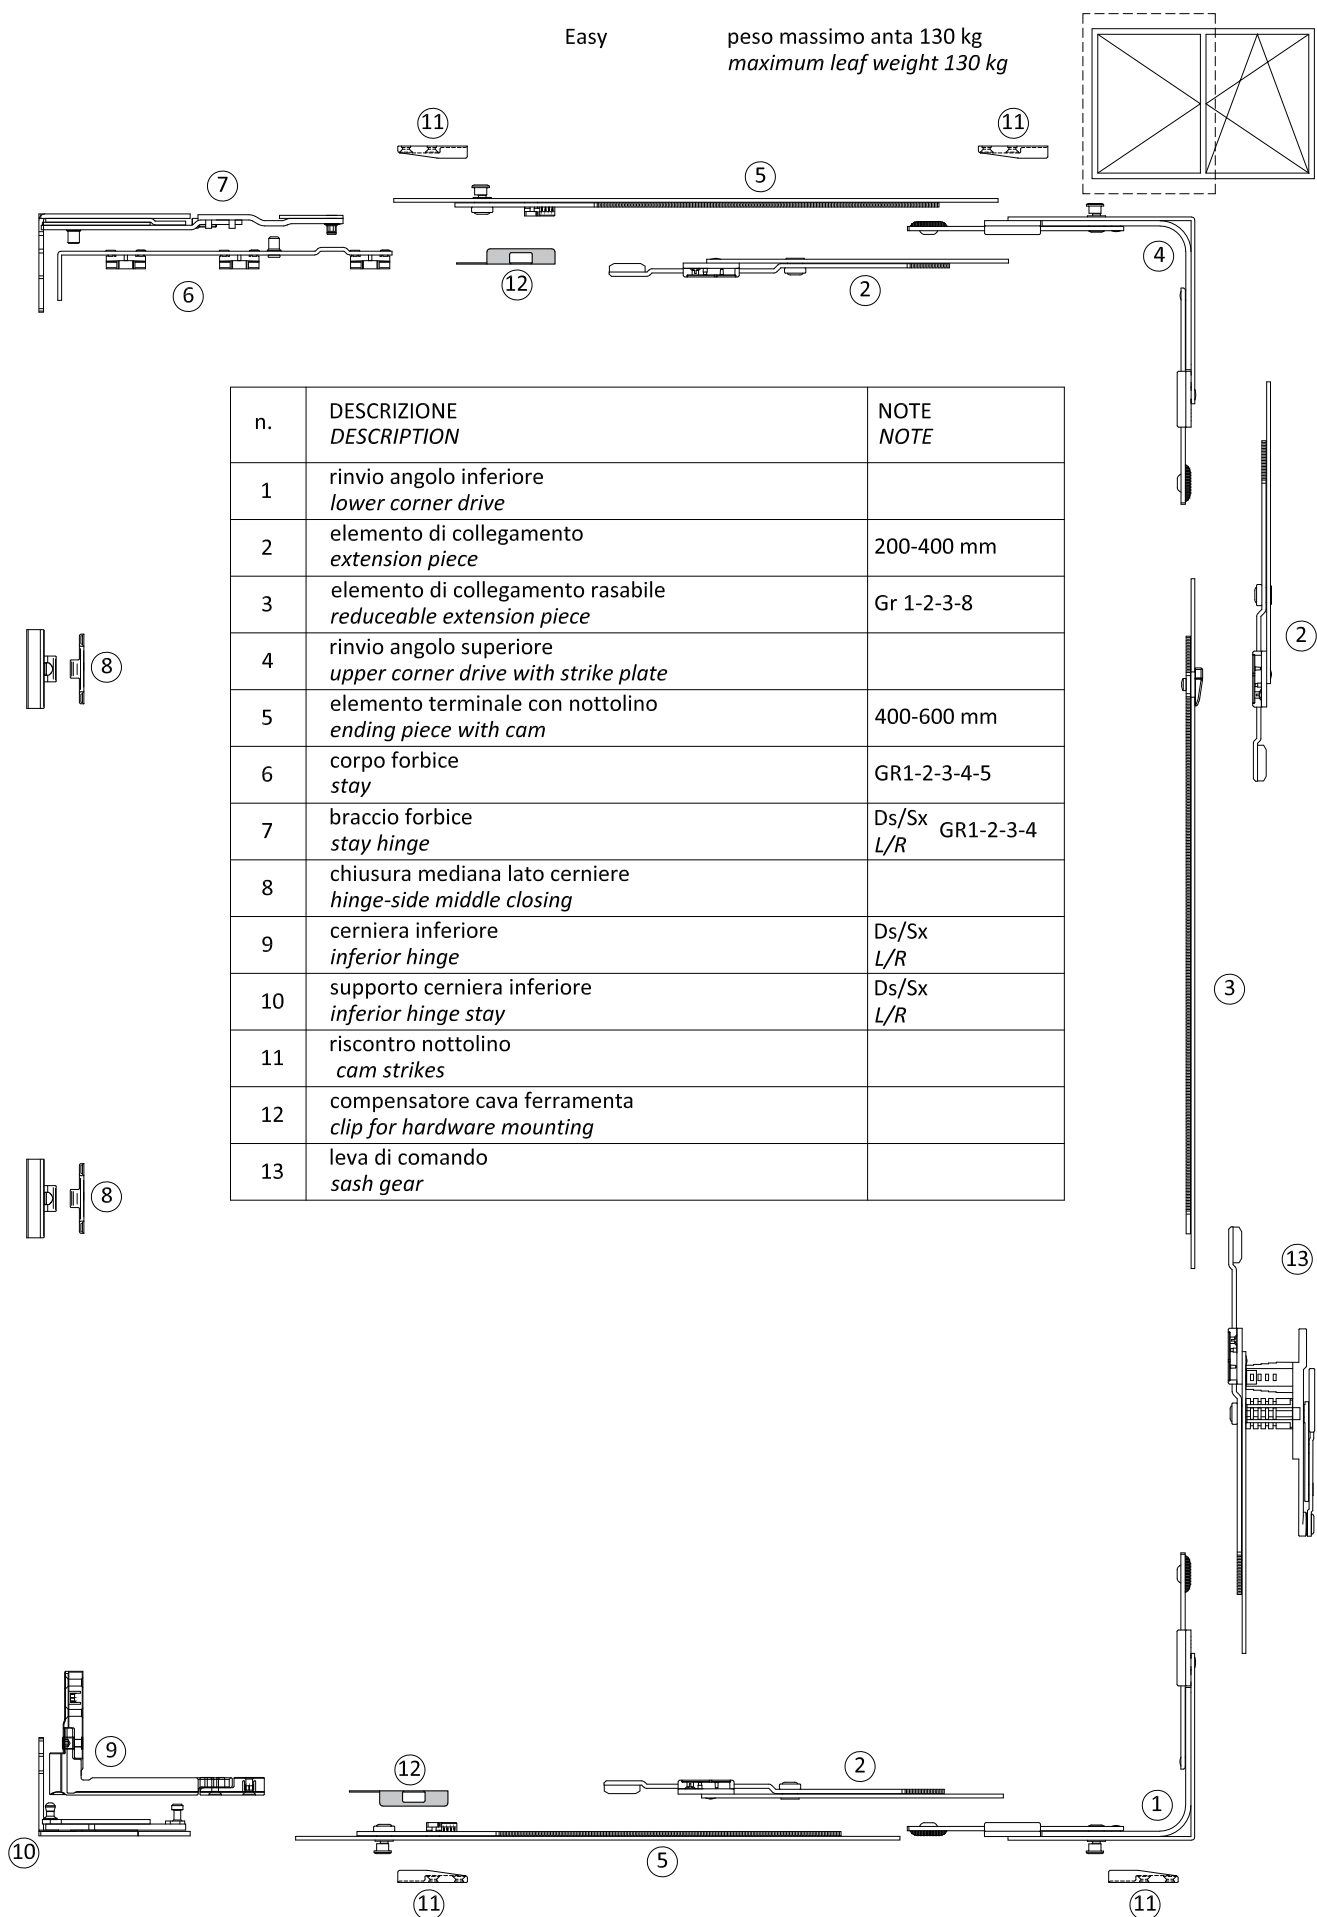 Easy
peso massimo anta 130 kg
maximum leaf weight 130 kg
11
11
5
7
4
12
6
2
n.
DESCRIZIONE
DESCRIPTION
NOTE
NOTE
1
rinvio angolo inferiore
lower corner drive
2
elemento di collegamento
extension piece
200-400 mm
3
elemento di collegamento rasabile
reduceable extension piece
Gr 1-2-3-8
4
rinvio angolo superiore
upper corner drive with strike plate
5
elemento terminale con nottolino
ending piece with cam
400-600 mm
6
corpo forbice
stay
GR1-2-3-4-5
7
braccio forbice
stay hinge
Ds/Sx
L/R
GR1-2-3-4
8
chiusura mediana lato cerniere
hinge-side middle closing
9
cerniera inferiore
inferior hinge
Ds/Sx
L/R
10
supporto cerniera inferiore
inferior hinge stay
Ds/Sx
L/R
11
riscontro nottolino
cam strikes
12
compensatore cava ferramenta
clip for hardware mounting
13
leva di comando
sash gear
2
8
3
8
13
9
12
2
1
10
5
11
11